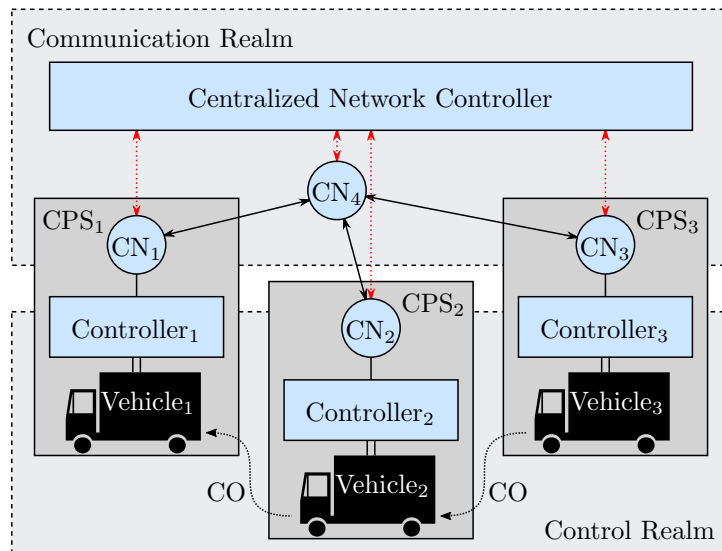 Communication Realm
Centralized Network Controller
CN₄
CPS₁
CPS₃
CN₁
CN₃
CPS₂
Controller₁
CN₂
Controller₃
Vehicle₁
Vehicle₃
Controller₂
CO
CO
Vehicle₂
Control Realm